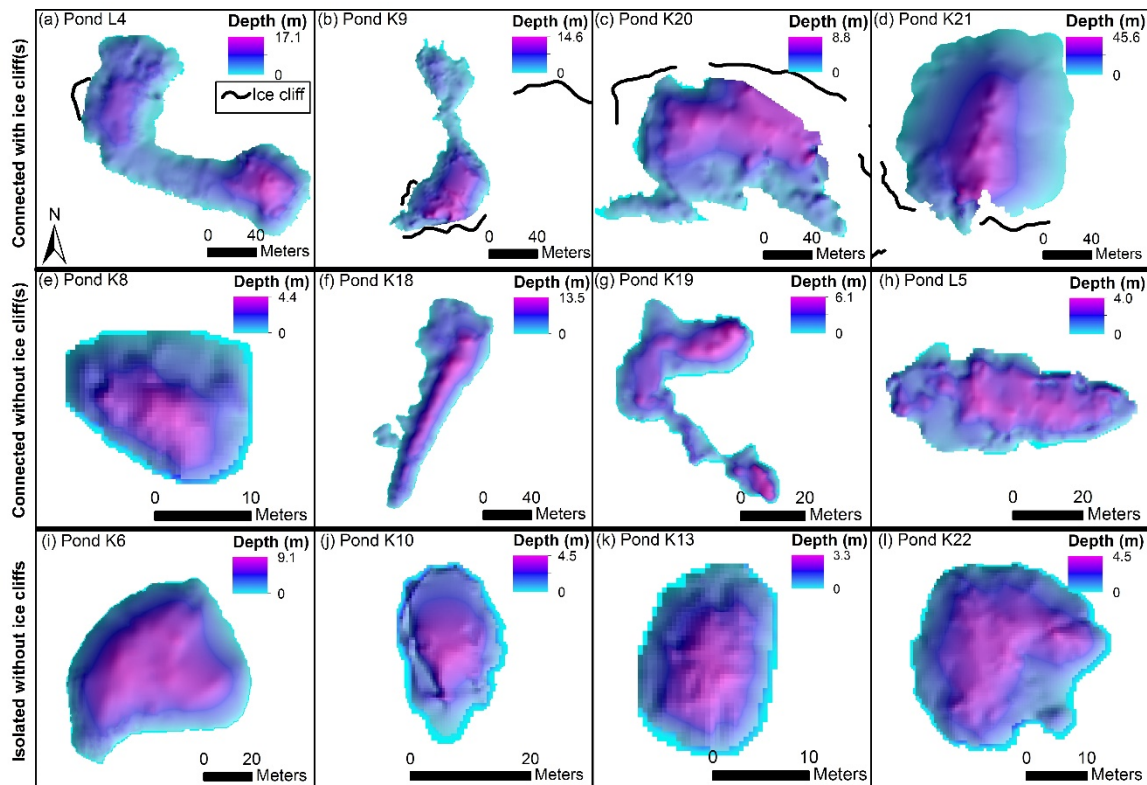 Connected with ice cliff(s)
(a) Pond L4
Depth (m)
17.1
0
Ice cliff
N
0 40
Meters
(b) Pond K9
Depth (m)
14.6
0
0 40
Meters
(c) Pond K20
Depth (m)
8.8
0
0 40
Meters
(d) Pond K21
Depth (m)
45.6
0
0 40
Meters
Connected without ice cliff(s)
(e) Pond K8
Depth (m)
4.4
0
0 10
Meters
(f) Pond K18
Depth (m)
13.5
0
0 40
Meters
(g) Pond K19
Depth (m)
6.1
0
0 20
Meters
(h) Pond L5
Depth (m)
4.0
0
0 20
Meters
Isolated without ice cliffs
(i) Pond K6
Depth (m)
9.1
0
0 20
Meters
(j) Pond K10
Depth (m)
4.5
0
0 20
Meters
(k) Pond K13
Depth (m)
3.3
0
0 10
Meters
(l) Pond K22
Depth (m)
4.5
0
0 10
Meters